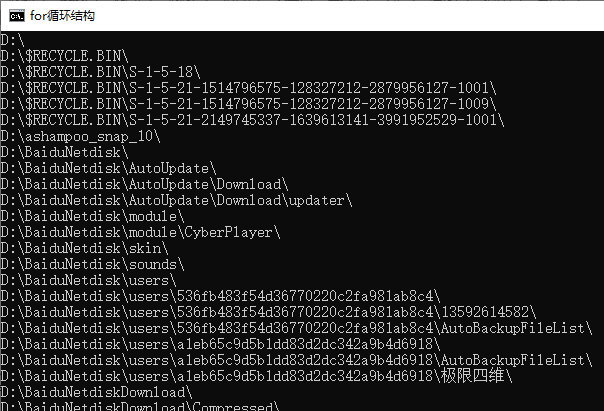 for循环结构
D:\
D:\$RECYCLE.BIN\
D:\$RECYCLE.BIN\S-1-5-18\
D:\$RECYCLE.BIN\S-1-5-21-1514796575-128327212-2879956127-1001\
D:\$RECYCLE.BIN\S-1-5-21-1514796575-128327212-2879956127-1009\
D:\$RECYCLE.BIN\S-1-5-21-2149745337-1639613141-3991952529-1001\
D:\ashampoo_snap_10\
D:\BaiduNetdisk\
D:\BaiduNetdisk\AutoUpdate\
D:\BaiduNetdisk\AutoUpdate\Download\
D:\BaiduNetdisk\AutoUpdate\Download\updater\
D:\BaiduNetdisk\module\
D:\BaiduNetdisk\module\CyberPlayer\
D:\BaiduNetdisk\skin\
D:\BaiduNetdisk\sounds\
D:\BaiduNetdisk\users\
D:\BaiduNetdisk\users\536fb483f54d36770220c2fa981ab8c4\
D:\BaiduNetdisk\users\536fb483f54d36770220c2fa981ab8c4\13592614582\
D:\BaiduNetdisk\users\536fb483f54d36770220c2fa981ab8c4\AutoBackupFileList\
D:\BaiduNetdisk\users\a1eb65c9d5b1dd83d2dc342a9b4d6918\
D:\BaiduNetdisk\users\a1eb65c9d5b1dd83d2dc342a9b4d6918\AutoBackupFileList\
D:\BaiduNetdisk\users\a1eb65c9d5b1dd83d2dc342a9b4d6918\极限四维\
D:\BaiduNetdiskDownload\
D:\BaiduNetdiskDownload\Compressed\